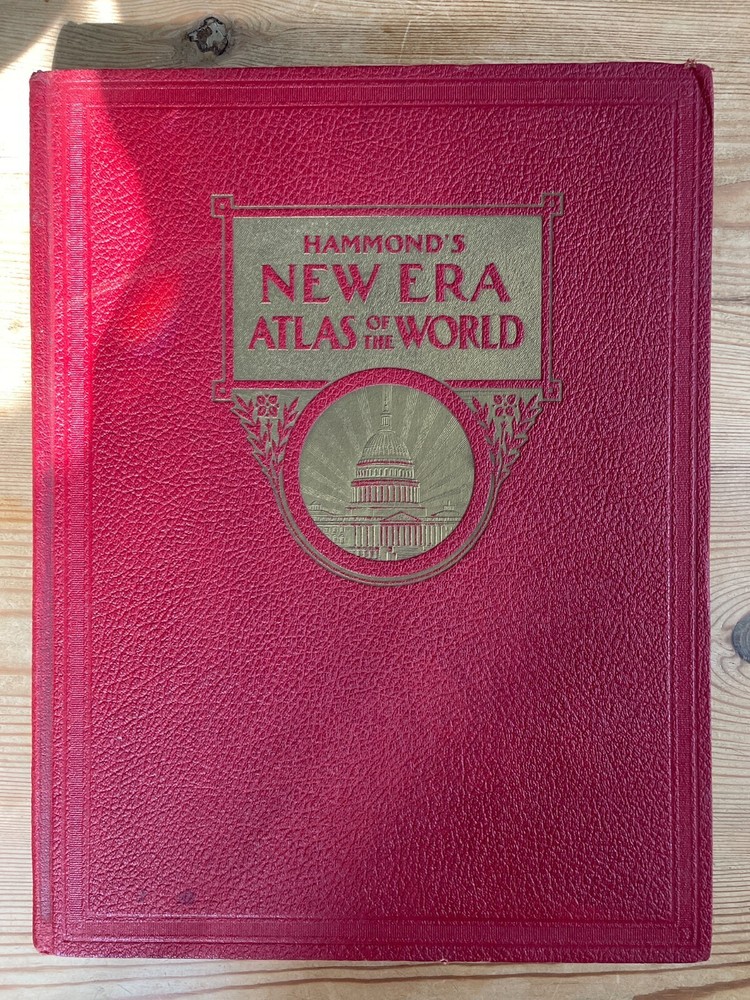 HAMMOND'S
NEW ERA
ATLAS OF THE WORLD